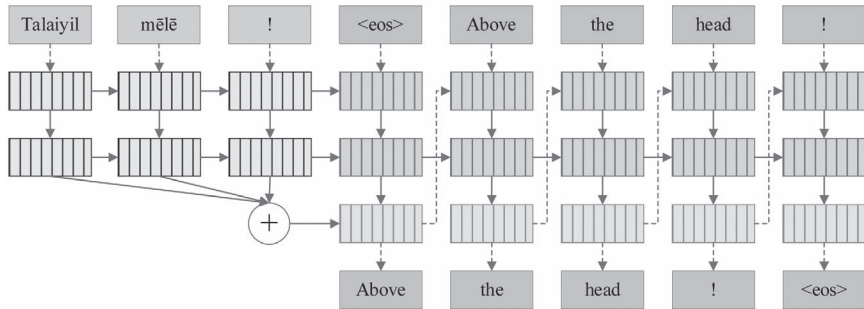 Talaiyil mēlē ! <eos> Above the head !
+
Above the head ! <eos>